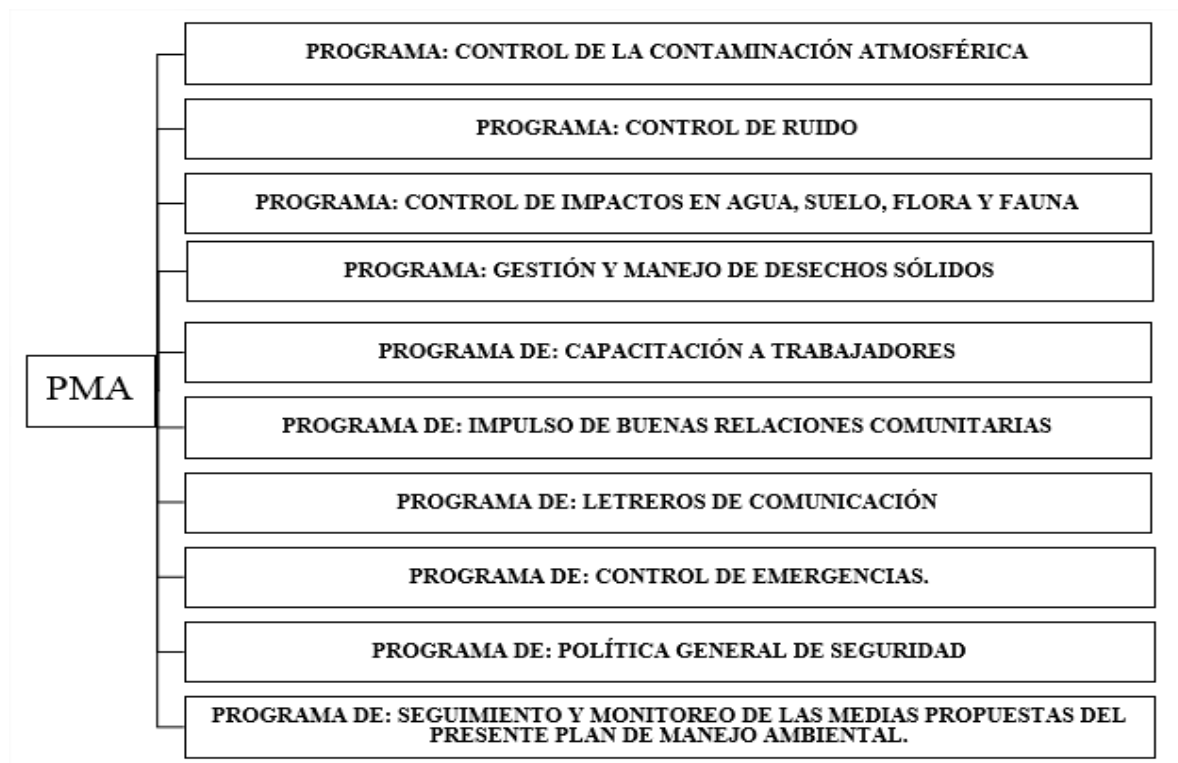 PROGRAMA: CONTROL DE LA CONTAMINACIÓN ATMOSFÉRICA
PROGRAMA: CONTROL DE RUIDO
PROGRAMA: CONTROL DE IMPACTOS EN AGUA, SUELO, FLORA Y FAUNA
PROGRAMA: GESTIÓN Y MANEJO DE DESECHOS SÓLIDOS
PROGRAMA DE: CAPACITACIÓN A TRABAJADORES
PMA
PROGRAMA DE: IMPULSO DE BUENAS RELACIONES COMUNITARIAS
PROGRAMA DE: LETREROS DE COMUNICACIÓN
PROGRAMA DE: CONTROL DE EMERGENCIAS.
PROGRAMA DE: POLÍTICA GENERAL DE SEGURIDAD
PROGRAMA DE: SEGUIMIENTO Y MONITOREO DE LAS MEDIAS PROPUESTAS DEL
PRESENTE PLAN DE MANEJO AMBIENTAL.